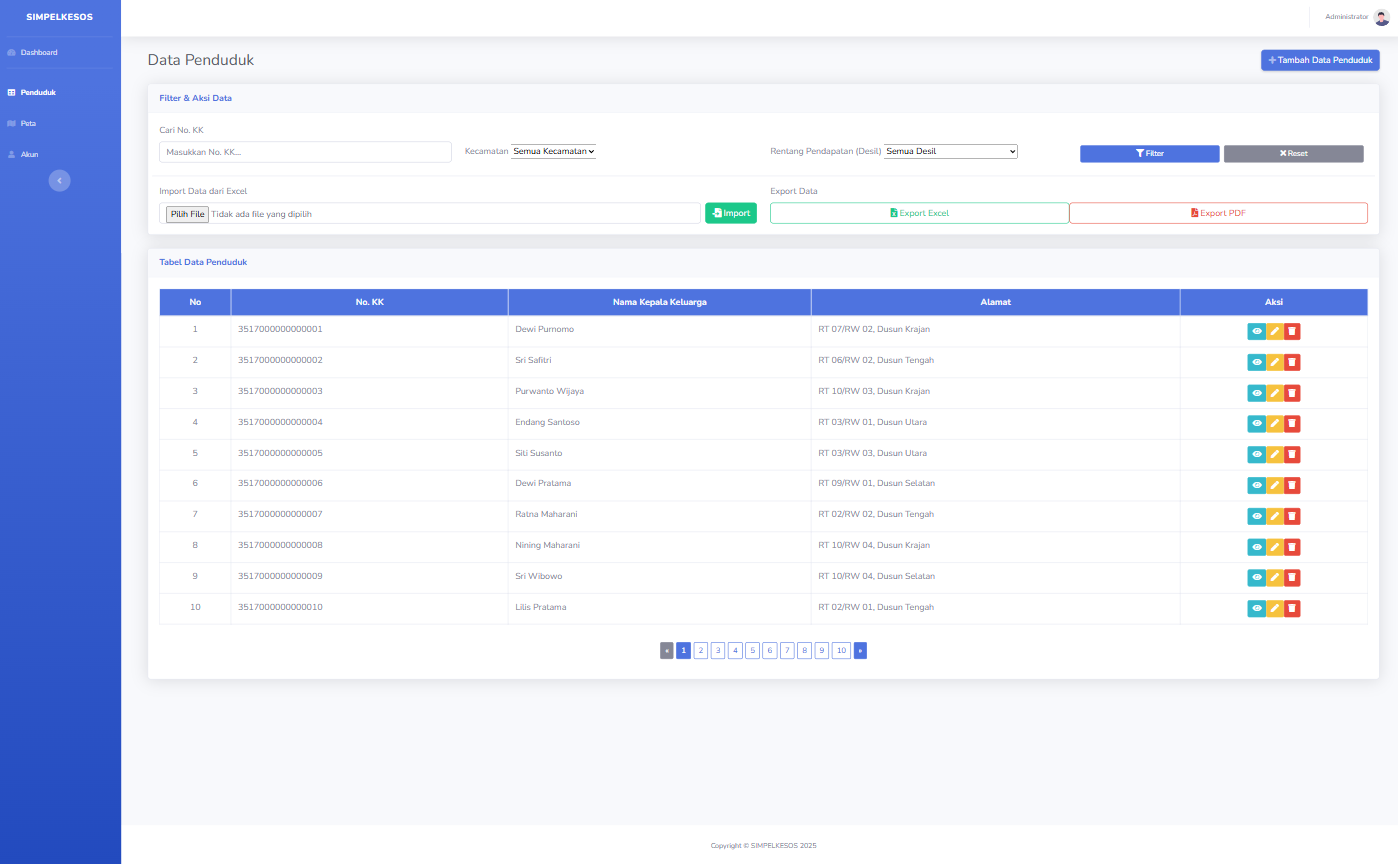 SIMPELKESOS
Administrator
Dashboard
Penduduk
Peta
Akun
Data Penduduk
Tambah Data Penduduk
Filter & Aksi Data
Cari No. KK
Masukkan No. KK...
Kecamatan Semua Kecamatan
Rentang Pendapatan (Desil) Semua Desil
Filter
Reset
Import Data dari Excel
Pilih File Tidak ada file yang dipilih
Import
Export Data
Export Excel
Export PDF
Tabel Data Penduduk
No No. KK Nama Kepala Keluarga Alamat Aksi
1 3517000000000001 Dewi Purnomo RT 07/RW 02, Dusun Krajan
2 3517000000000002 Sri Safitri RT 06/RW 02, Dusun Tengah
3 3517000000000003 Purwanto Wijaya RT 10/RW 03, Dusun Krajan
4 3517000000000004 Endang Santoso RT 03/RW 01, Dusun Utara
5 3517000000000005 Siti Susanto RT 03/RW 03, Dusun Utara
6 3517000000000006 Dewi Pratama RT 09/RW 01, Dusun Selatan
7 3517000000000007 Ratna Maharani RT 02/RW 02, Dusun Tengah
8 3517000000000008 Nining Maharani RT 10/RW 04, Dusun Krajan
9 3517000000000009 Sri Wibowo RT 10/RW 04, Dusun Selatan
10 3517000000000010 Lilis Pratama RT 02/RW 01, Dusun Tengah
« 1 2 3 4 5 6 7 8 9 10 »
Copyright © SIMPELKESOS 2025